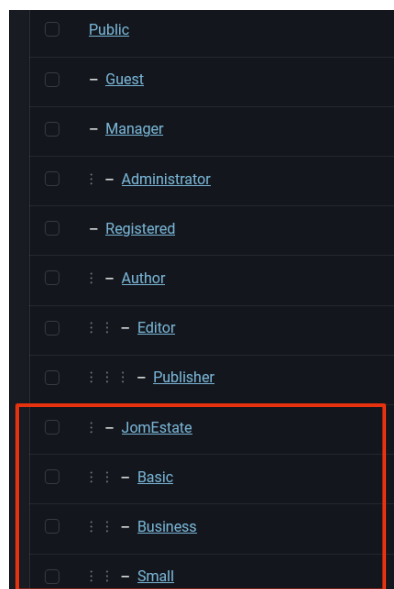 Public
– Guest
– Manager
⋮ – Administrator
– Registered
⋮ – Author
⋮ ⋮ – Editor
⋮ ⋮ ⋮ – Publisher
⋮ – JomEstate
⋮ ⋮ – Basic
⋮ ⋮ – Business
⋮ ⋮ – Small